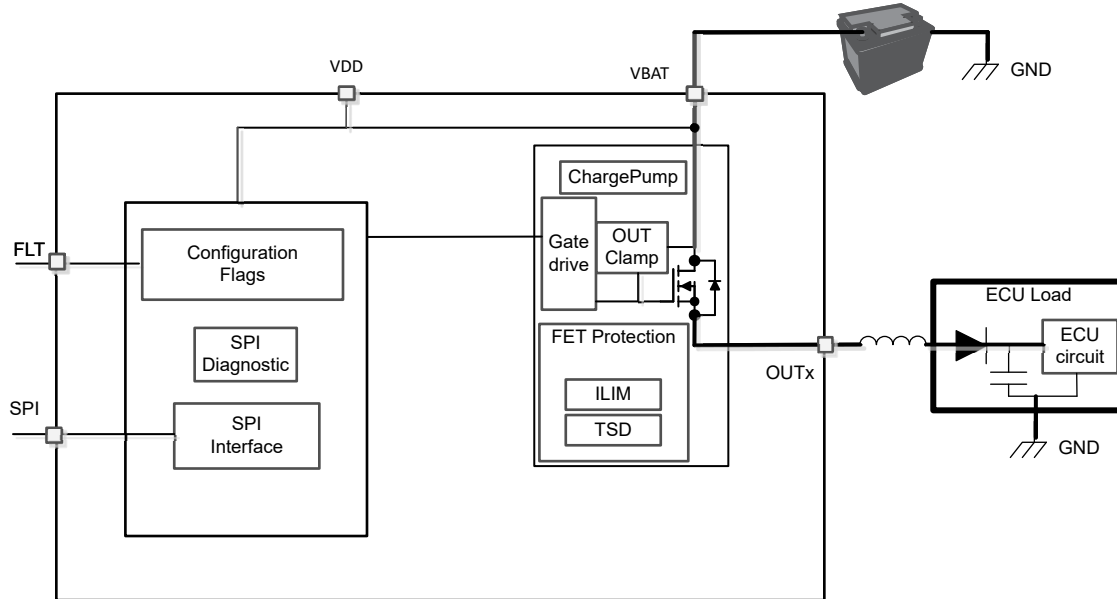 VDD
VBAT
GND
ChargePump
Gate
drive
OUT
Clamp
FLT
Configuration
Flags
SPI
Diagnostic
SPI
SPI
Interface
FET Protection
ILIM
TSD
OUTx
ECU Load
ECU
circuit
GND